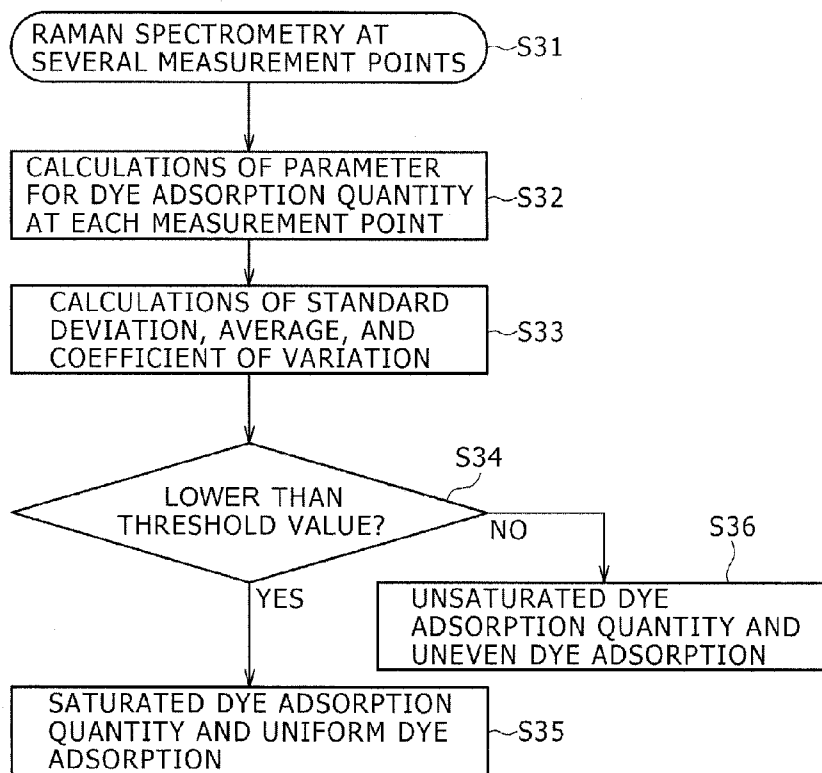 RAMAN SPECTROMETRY AT
SEVERAL MEASUREMENT POINTS
S31
CALCULATIONS OF PARAMETER
FOR DYE ADSORPTION QUANTITY
AT EACH MEASUREMENT POINT
S32
CALCULATIONS OF STANDARD
DEVIATION, AVERAGE, AND
COEFFICIENT OF VARIATION
S33
S34
LOWER THAN
THRESHOLD VALUE?
NO
YES
S36
UNSATURATED DYE
ADSORPTION QUANTITY AND
UNEVEN DYE ADSORPTION
SATURATED DYE ADSORPTION
QUANTITY AND UNIFORM DYE
ADSORPTION
S35